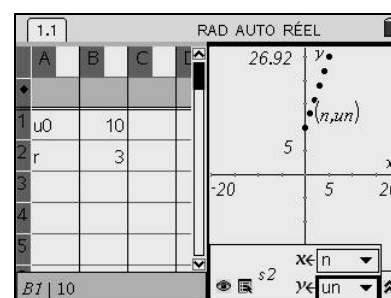 1.1 RAD AUTO RÉEL
A B C
1 u0 10
2 r 3
3
4
5
B1 10
26.92 y
(n,un)
5
x
-20 5 20
s2 x← n
y← un